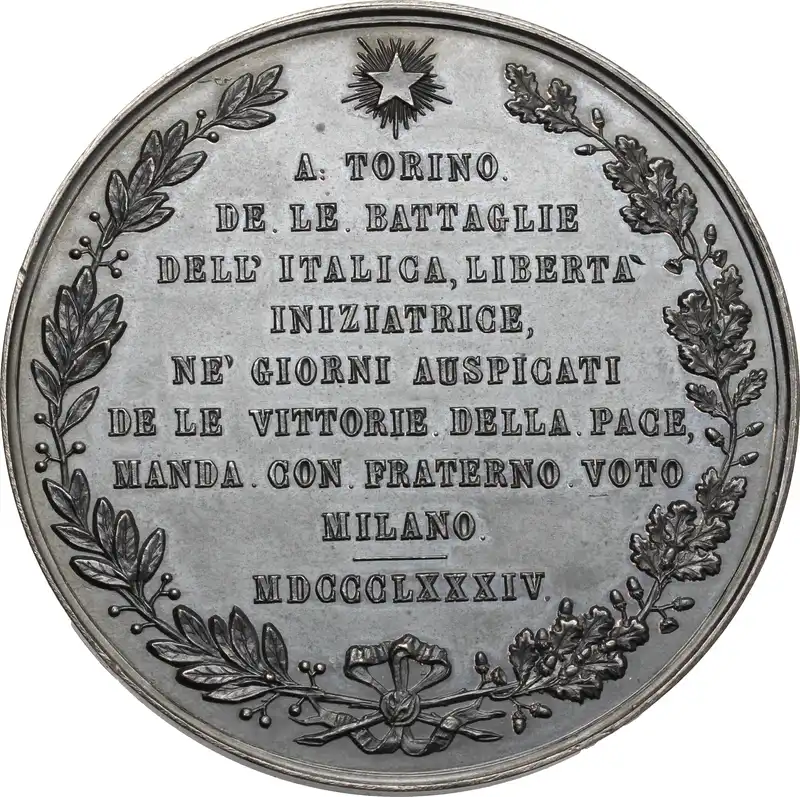 A. TORINO.
DE. LE. BATTAGLIE
DELL' ITALICA, LIBERTA`
INIZIATRICE,
NE' GIORNI AUSPICATI
DE LE VITTORIE. DELLA. PACE,
MANDA. CON. FRATERNO. VOTO
MILANO.
MDCCCLXXXIV.